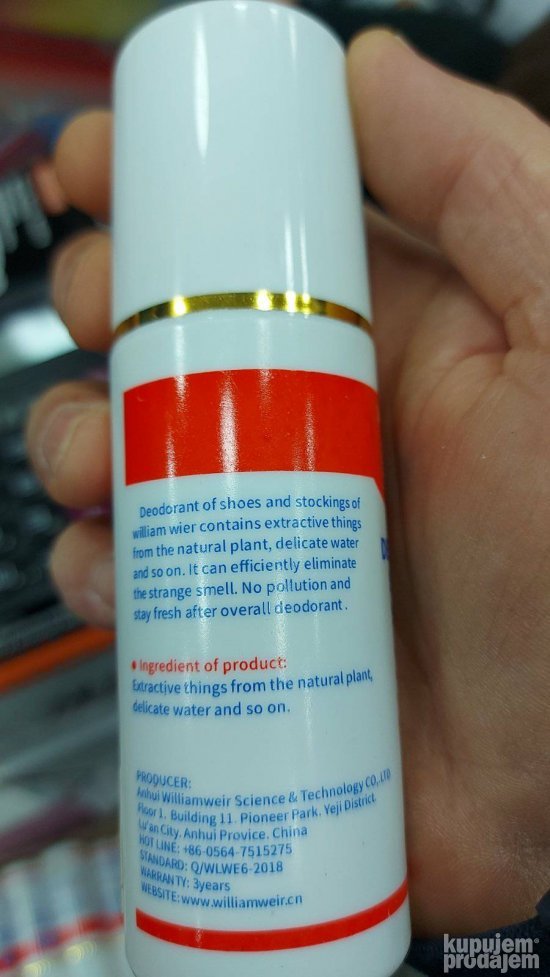 Deodorant of shoes and stockings of
william wier contains extractive things
from the natural plant, delicate water
and so on. It can efficiently eliminate
the strange smell. No pollution and
stay fresh after overall deodorant.
• Ingredient of product:
Extractive things from the natural plant,
delicate water and so on.
PRODUCER:
Anhui Williamweir Science & Technology CO,.LTD
Floor 1. Building 11. Pioneer Park. Yeji District.
Lu'an City. Anhui Provice. China
HOT LINE: +86-0564-7515275
STANDARD: Q/WLWE6-2018
WARRANTY: 3years
WEBSITE: www.williamweir.cn
kupujem
prodajem